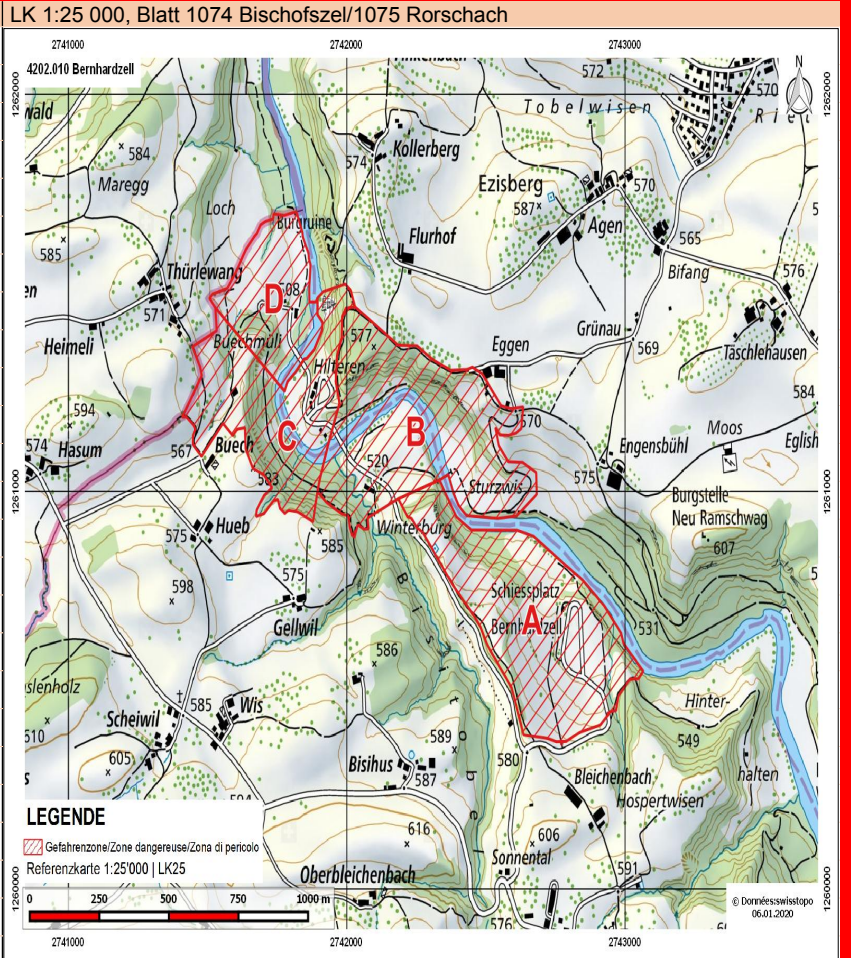 LK 1:25 000, Blatt 1074 Bischofszel/1075 Rorschach
2741000
2742000
2743000
4202.010 Bernhardzell
N
572
570
1262000
1262000
Tobelwisen
584
574
Kollerberg
Maregg
Ezisberg
570
587
Loch
Burgruine
Flurhof
Agen
565
585
Bifang
Thürlewang
576
D
508
571
577
Grünau
Heimeli
Buechmüli
Eggen
569
Täschlehausen
Hilteren
584
594
570
Moos
B
574
Hasum
567
Buech
C
Engensbühl
520
575
583
Sturzwis
Burgstelle
1261000
1261000
Neu Ramschwag
Winterburg
Hueb
575
585
607
575
Schiessplatz
598
A
Bernhardzell
531
Gellwil
Bisitobel
586
Hinter-
Scheiwil
585
Wis
549
610
589
605
Bisihus
580
587
Bleichenbach
halten
Hospertwisen
LEGENDE
Gefahrenzone/Zone dangereuse/Zona di pericolo
616
606
Referenzkarte 1:25'000 | LK25
Sonnental
591
Oberbleichenbach
1260000
1260000
0 250 500 750 1000 m
576
© Données:swisstopo
06.01.2020
2741000
2742000
2743000